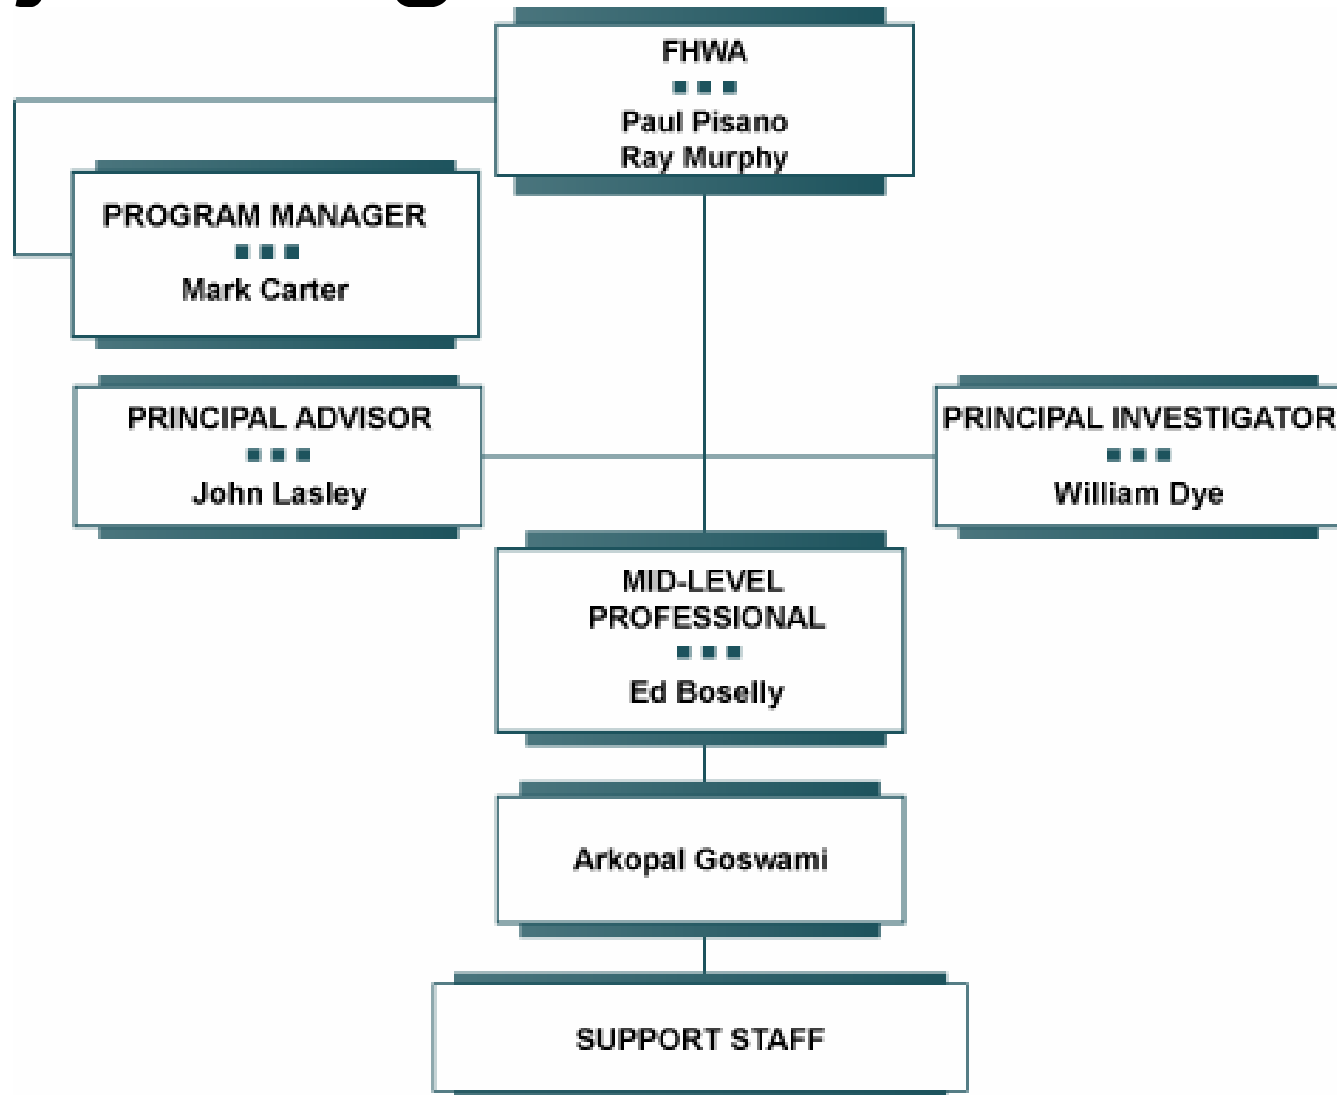 FHWA
Paul Pisano
Ray Murphy
PROGRAM MANAGER
Mark Carter
PRINCIPAL ADVISOR
John Lasley
PRINCIPAL INVESTIGATOR
William Dye
MID-LEVEL
PROFESSIONAL
Ed Boselly
Arkopal Goswami
SUPPORT STAFF